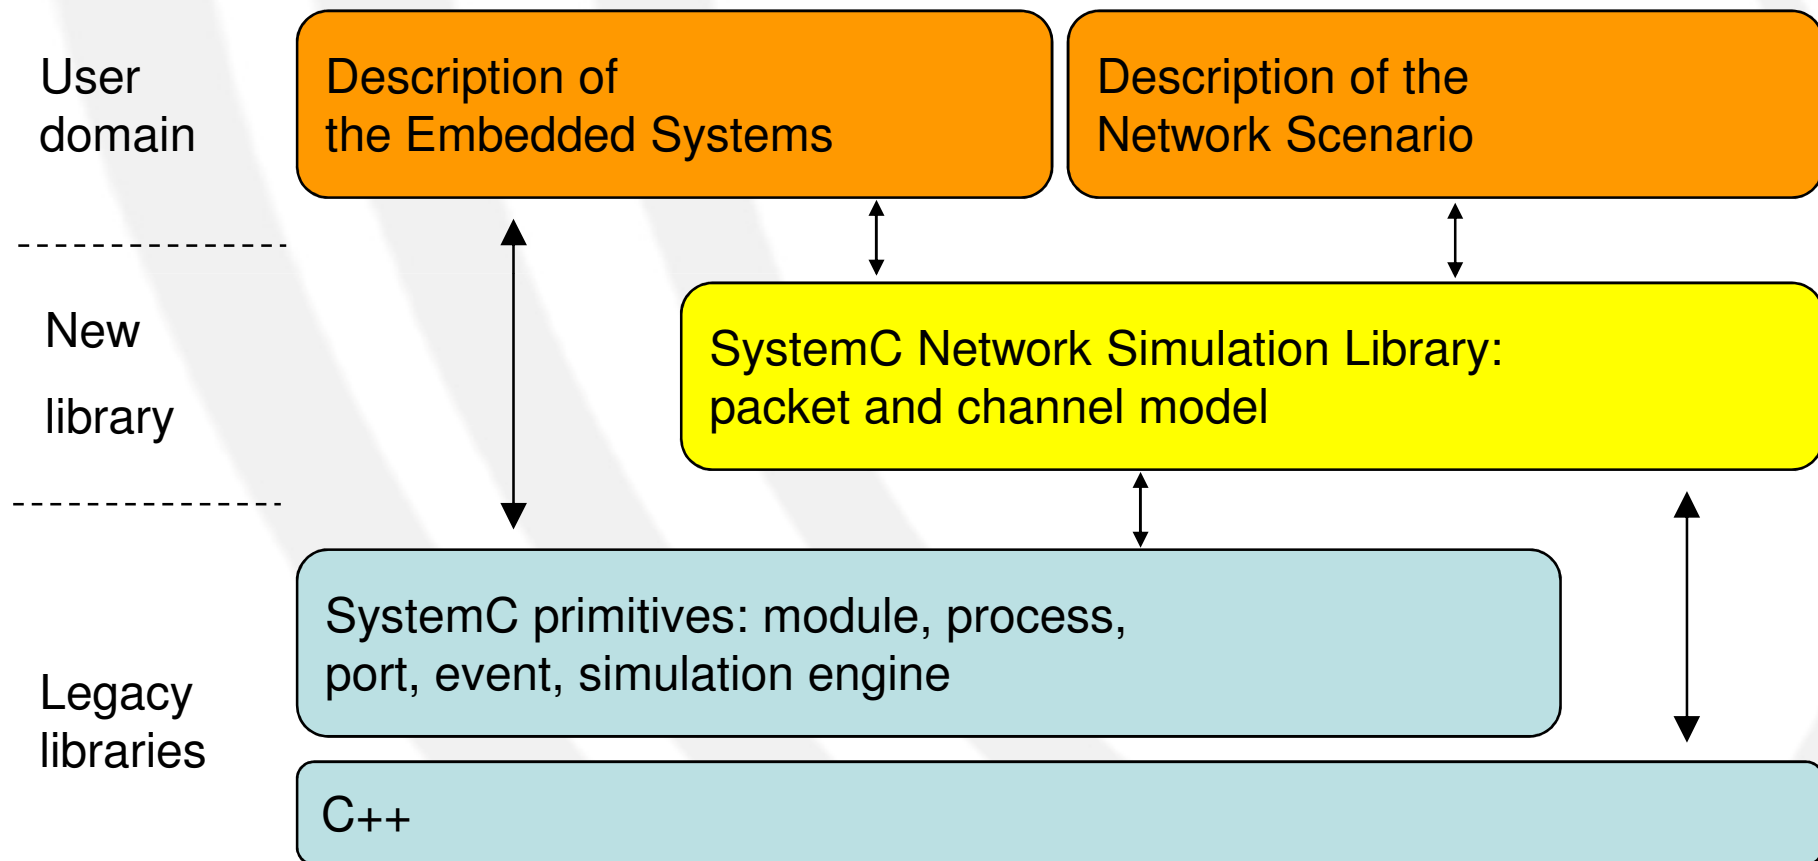 User
domain
Description of
the Embedded Systems
Description of the
Network Scenario
New
library
SystemC Network Simulation Library:
packet and channel model
Legacy
libraries
SystemC primitives: module, process,
port, event, simulation engine
C++